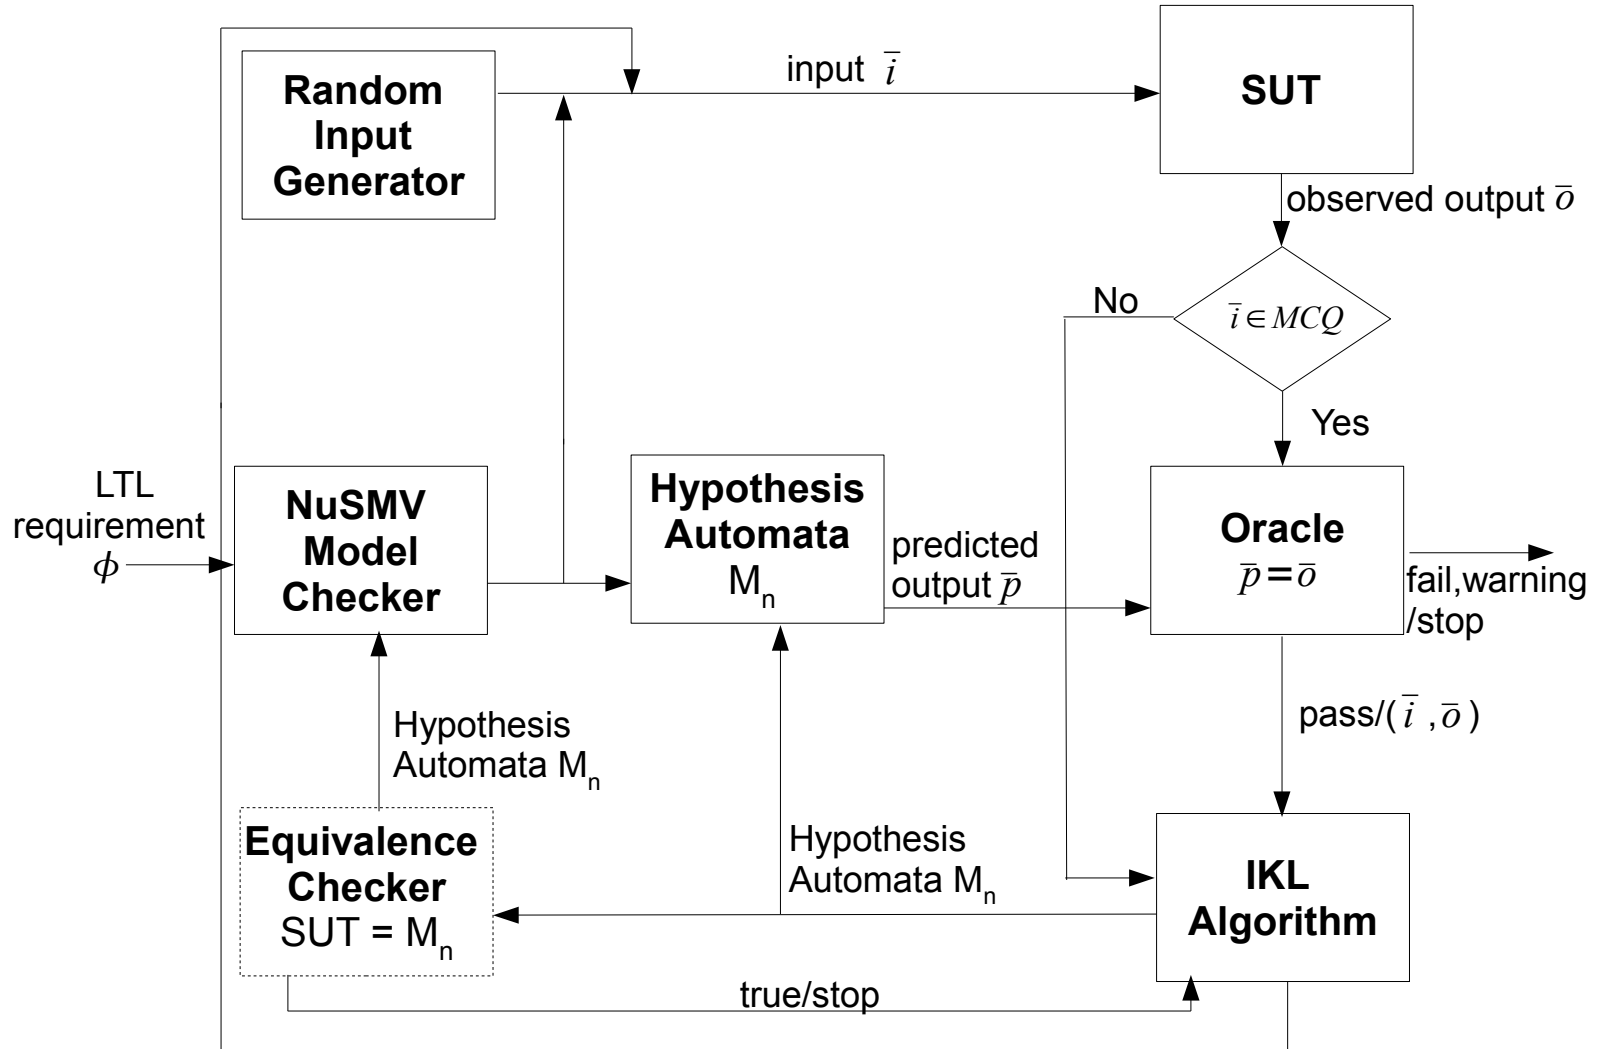 Random
Input
Generator
input i̅
SUT
observed output o̅
No
i̅ ∈ MCQ
Yes
LTL
requirement
ϕ
NuSMV
Model
Checker
Hypothesis
Automata
Mₙ
predicted
output p̅
Oracle
p̅ = o̅
fail,warning
/stop
Hypothesis
Automata Mₙ
pass/( i̅ , o̅ )
Equivalence
Checker
SUT = Mₙ
Hypothesis
Automata Mₙ
IKL
Algorithm
true/stop